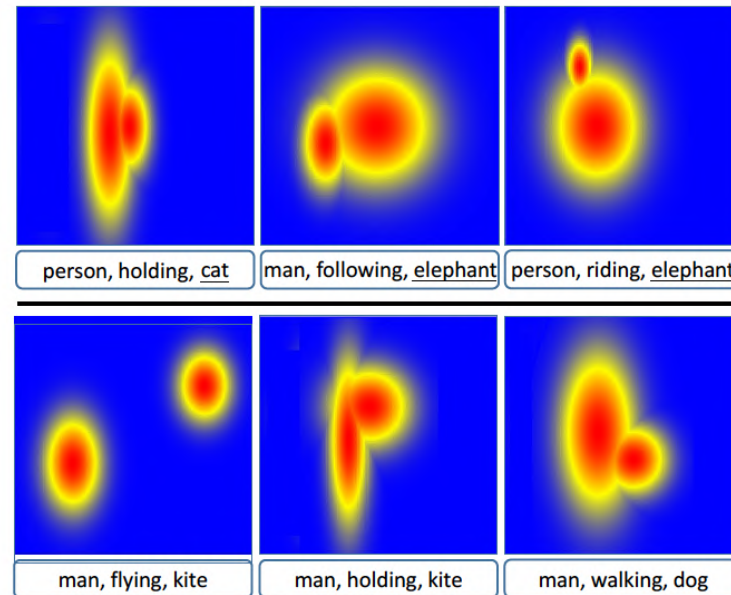 person, holding, cat
man, following, elephant
person, riding, elephant
man, flying, kite
man, holding, kite
man, walking, dog